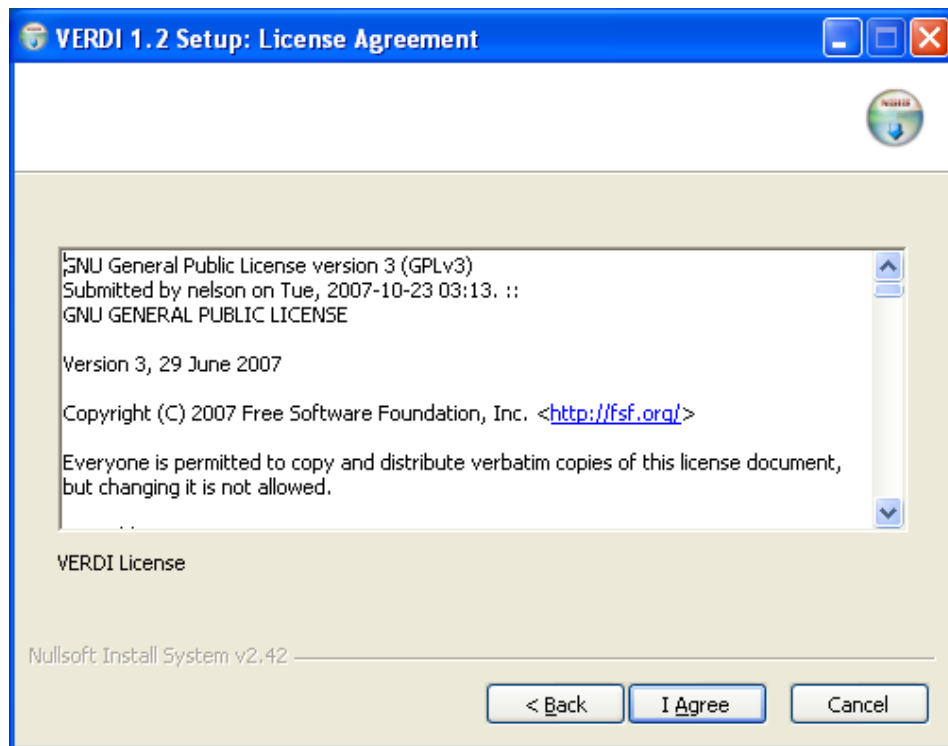 VERDI 1.2 Setup: License Agreement
GNU General Public License version 3 (GPLv3)
Submitted by nelson on Tue, 2007-10-23 03:13. ::
GNU GENERAL PUBLIC LICENSE
Version 3, 29 June 2007
Copyright (C) 2007 Free Software Foundation, Inc. <http://fsf.org/>
Everyone is permitted to copy and distribute verbatim copies of this license document,
but changing it is not allowed.
VERDI License
Nullsoft Install System v2.42
< Back
I Agree
Cancel